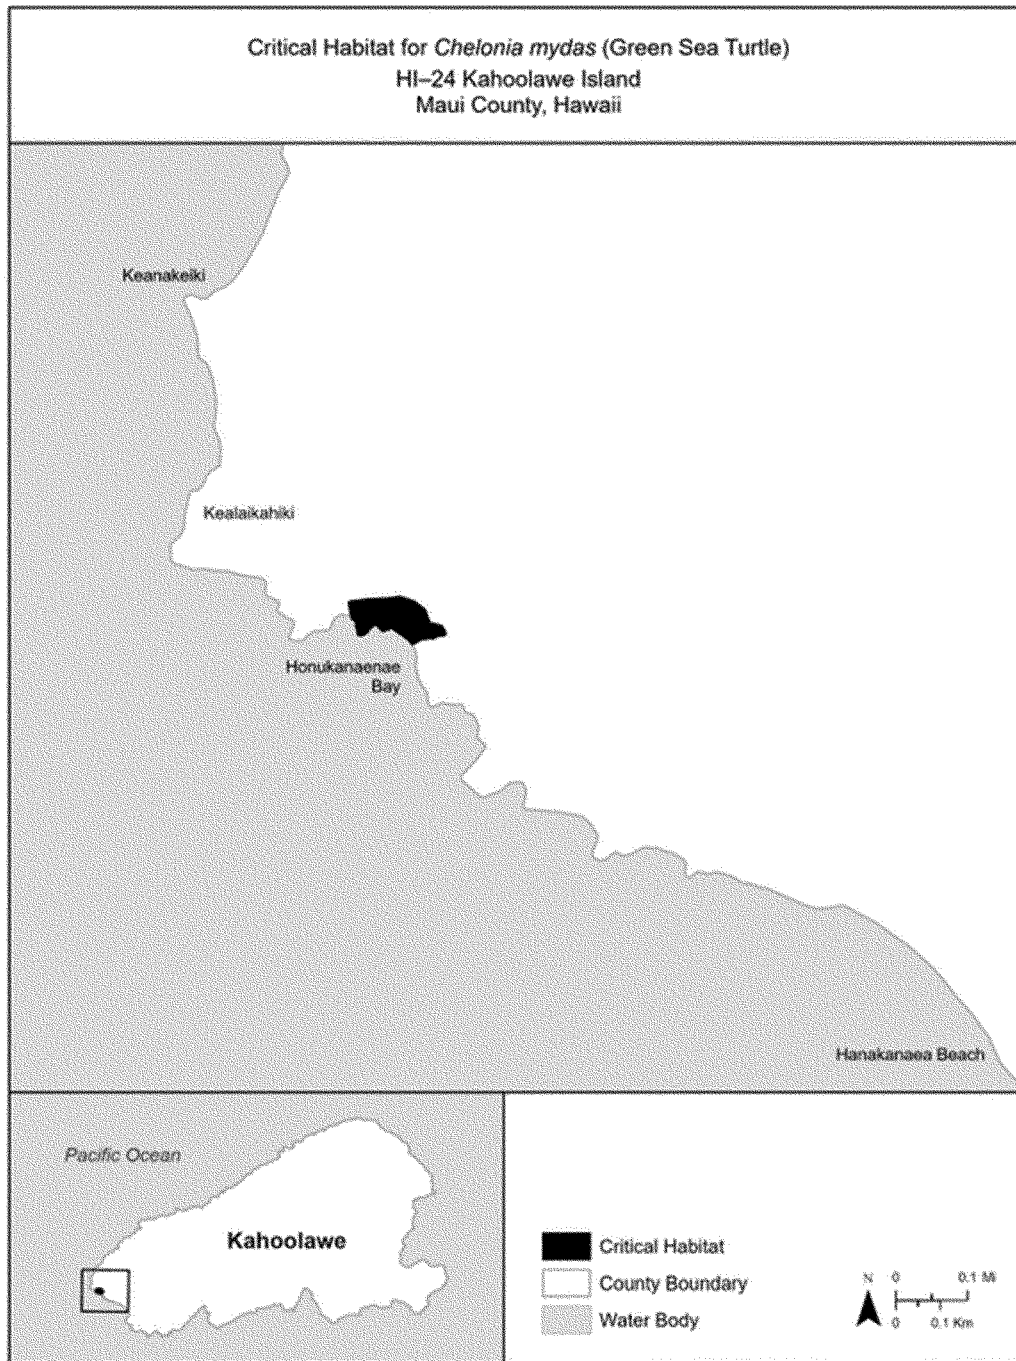 Critical Habitat for Chelonia mydas (Green Sea Turtle)
HI–24 Kahoolawe Island
Maui County, Hawaii
Keanakeiki
Kealaikahiki
Honukanaenae
Bay
Hanakanaea Beach
Pacific Ocean
Kahoolawe
Critical Habitat
County Boundary
Water Body
N
0 0.1 Mi
0 0.1 Km